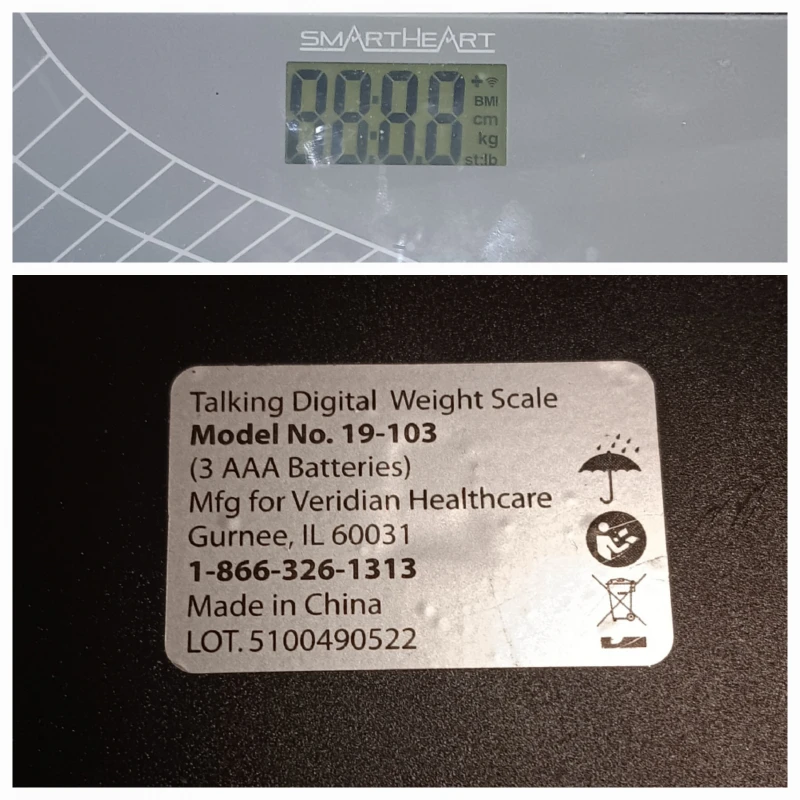 SMARTHEART
88:8.8
+
BMI
cm
kg
st:lb
Talking Digital Weight Scale
Model No. 19-103
(3 AAA Batteries)
Mfg for Veridian Healthcare
Gurnee, IL 60031
1-866-326-1313
Made in China
LOT. 5100490522